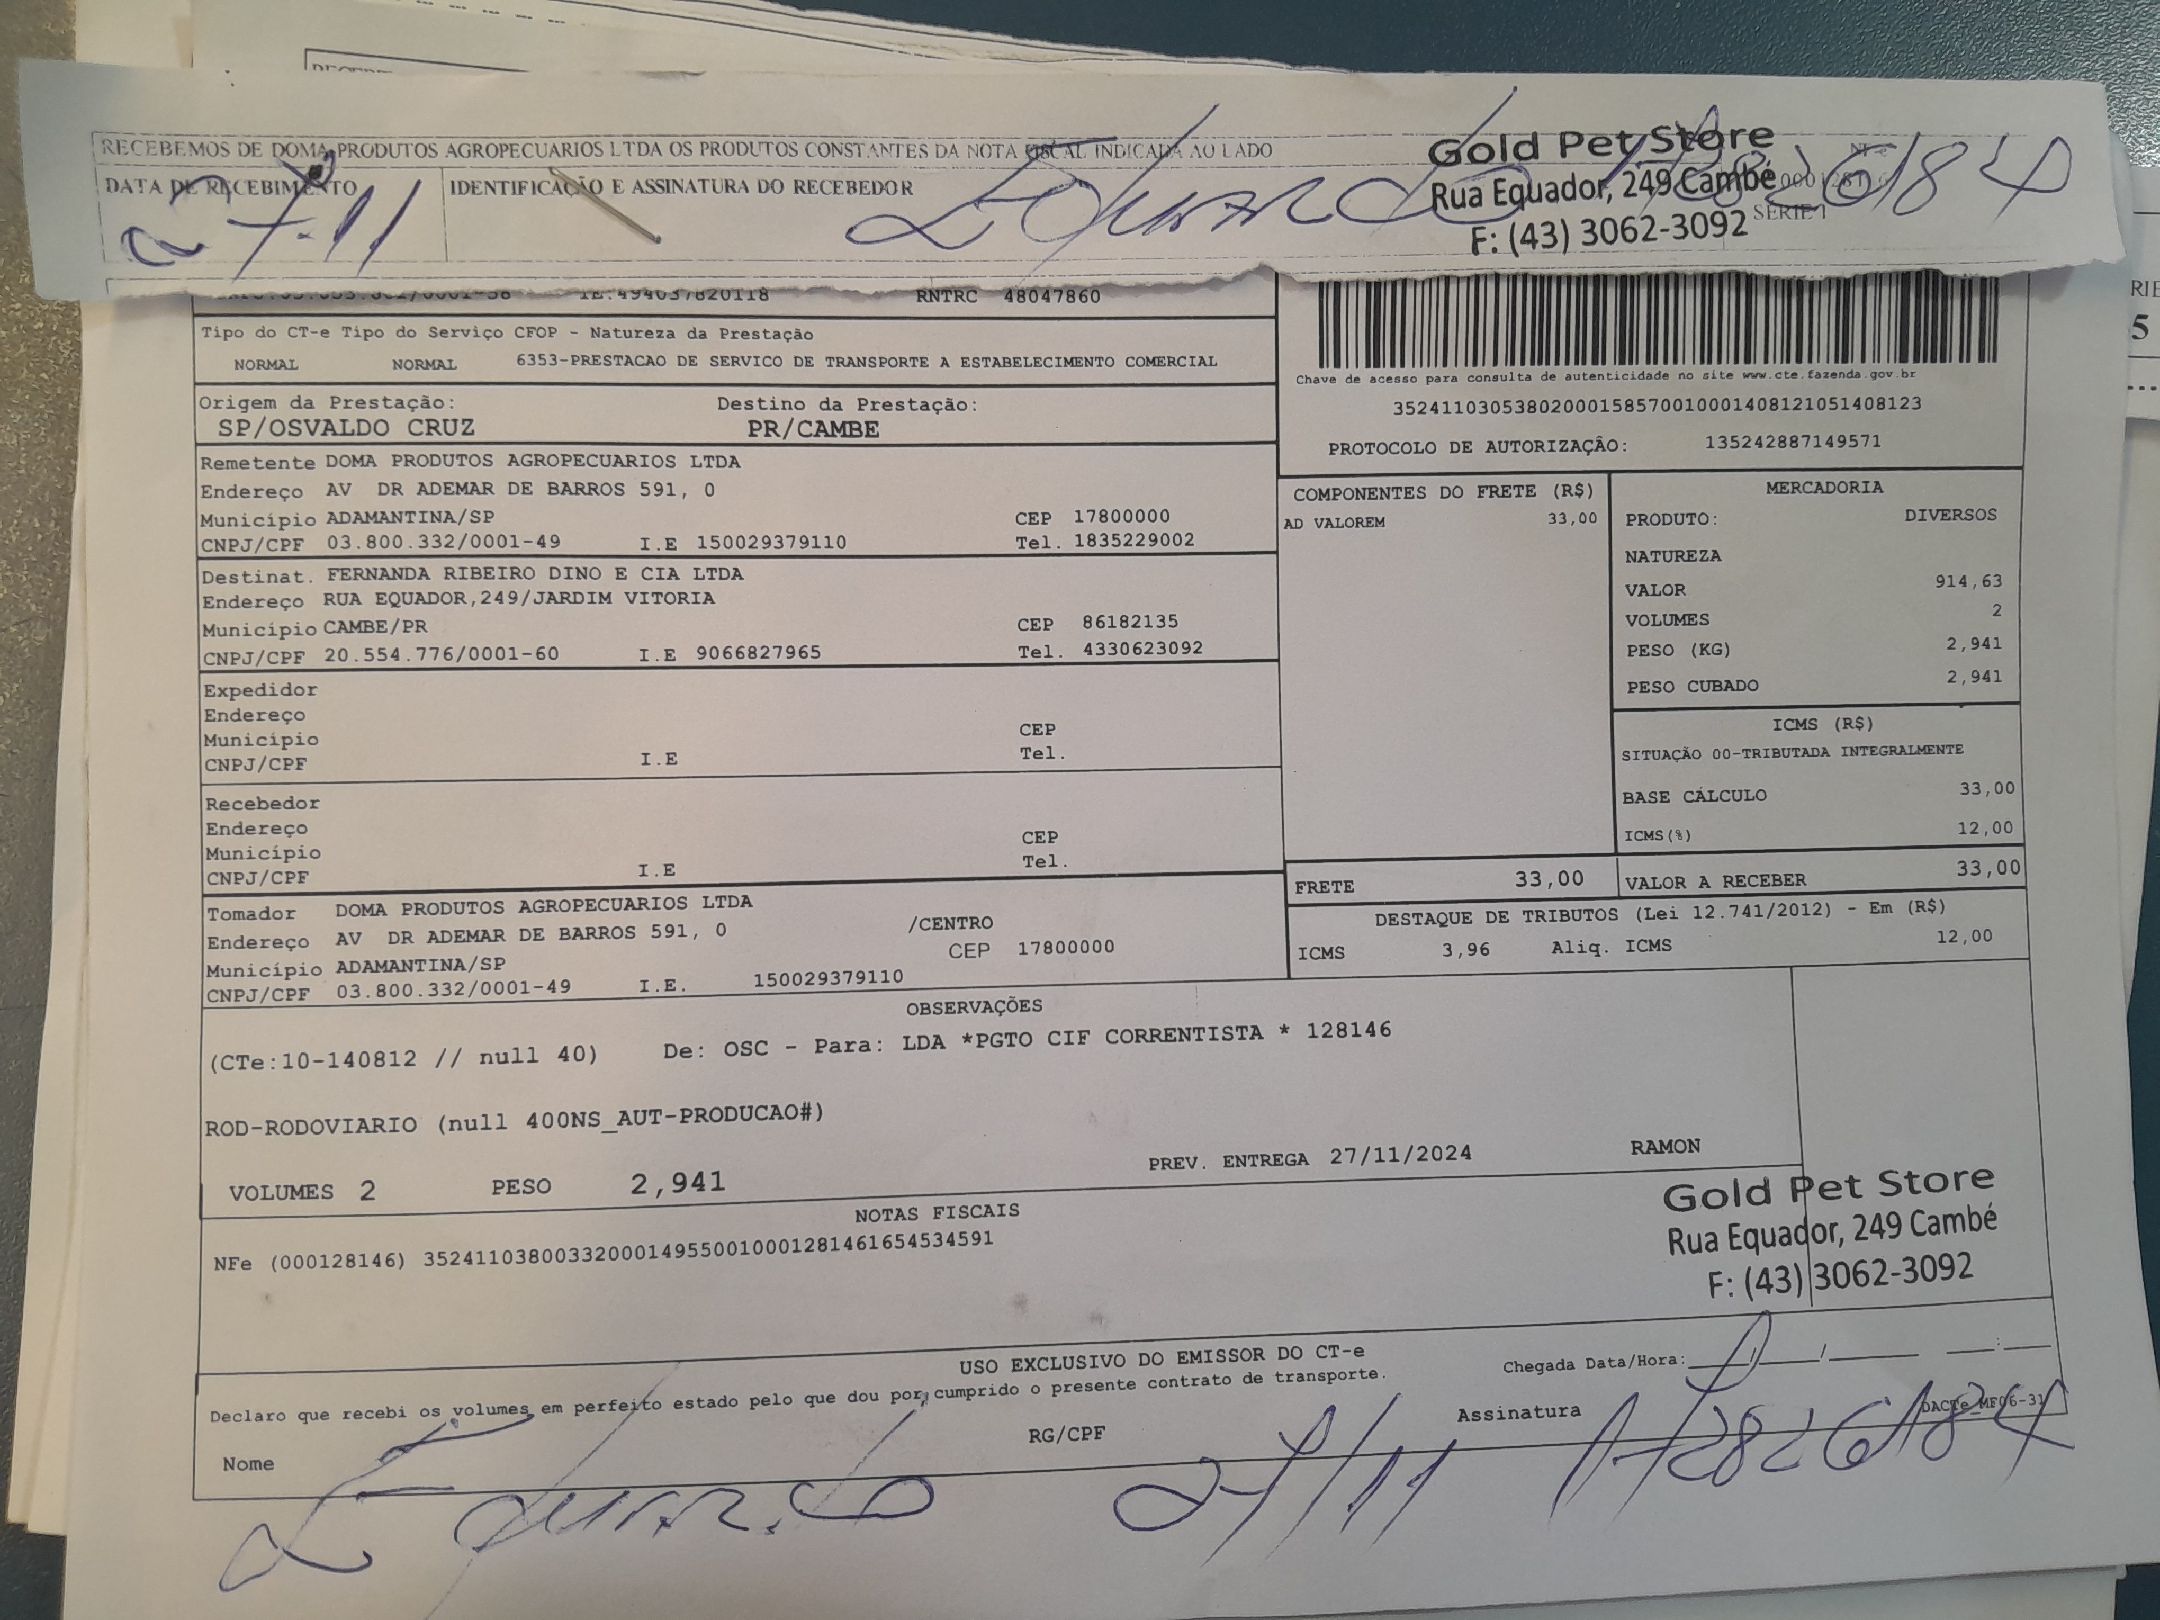 RECEBEMOS DE DOMA PRODUTOS AGROPECUARIOS LTDA OS PRODUTOS CONSTANTES DA NOTA FISCAL INDICADA AO LADO
DATA DE RECEBIMENTO
IDENTIFICAÇÃO E ASSINATURA DO RECEBEDOR
27.11
Eduardo
Gold Pet Store
Rua Equador, 249 Cambé
F: (43) 3062-3092
SÉRIE 1
RNTRC 48047860
Tipo do CT-e Tipo do Serviço CFOP - Natureza da Prestação
NORMAL NORMAL 6353-PRESTACAO DE SERVICO DE TRANSPORTE A ESTABELECIMENTO COMERCIAL
Chave de acesso para consulta de autenticidade no site www.cte.fazenda.gov.br
35241103053802000158570010001408121051408123
PROTOCOLO DE AUTORIZAÇÃO: 135242887149571
Origem da Prestação: Destino da Prestação:
SP/OSVALDO CRUZ PR/CAMBE
Remetente DOMA PRODUTOS AGROPECUARIOS LTDA
Endereço AV DR ADEMAR DE BARROS 591, 0
Município ADAMANTINA/SP CEP 17800000
CNPJ/CPF 03.800.332/0001-49 I.E 150029379110 Tel. 1835229002
Destinat. FERNANDA RIBEIRO DINO E CIA LTDA
Endereço RUA EQUADOR,249/JARDIM VITORIA
Município CAMBE/PR CEP 86182135
CNPJ/CPF 20.554.776/0001-60 I.E 9066827965 Tel. 4330623092
Expedidor
Endereço
Município CEP
CNPJ/CPF I.E Tel.
Recebedor
Endereço
Município CEP
CNPJ/CPF I.E Tel.
Tomador DOMA PRODUTOS AGROPECUARIOS LTDA
Endereço AV DR ADEMAR DE BARROS 591, 0 /CENTRO
Município ADAMANTINA/SP CEP 17800000
CNPJ/CPF 03.800.332/0001-49 I.E. 150029379110
COMPONENTES DO FRETE (R$)
AD VALOREM 33,00
MERCADORIA
PRODUTO: DIVERSOS
NATUREZA
VALOR 914,63
VOLUMES 2
PESO (KG) 2,941
PESO CUBADO 2,941
ICMS (R$)
SITUAÇÃO 00-TRIBUTADA INTEGRALMENTE
BASE CÁLCULO 33,00
ICMS(%) 12,00
FRETE 33,00 VALOR A RECEBER 33,00
DESTAQUE DE TRIBUTOS (Lei 12.741/2012) - Em (R$)
ICMS 3,96 Aliq. ICMS 12,00
OBSERVAÇÕES
(CTe:10-140812 // null 40) De: OSC - Para: LDA *PGTO CIF CORRENTISTA * 128146
ROD-RODOVIARIO (null 400NS_AUT-PRODUCAO#)
PREV. ENTREGA 27/11/2024 RAMON
VOLUMES 2 PESO 2,941
NOTAS FISCAIS
NFe (000128146) 35241103800332000149550010001281461654534591
Gold Pet Store
Rua Equador, 249 Cambé
F: (43) 3062-3092
USO EXCLUSIVO DO EMISSOR DO CT-e
Declaro que recebi os volumes em perfeito estado pelo que dou por cumprido o presente contrato de transporte.
Chegada Data/Hora: / / :
Nome RG/CPF Assinatura
DACTe_MF06-31
Eduardo 27/11